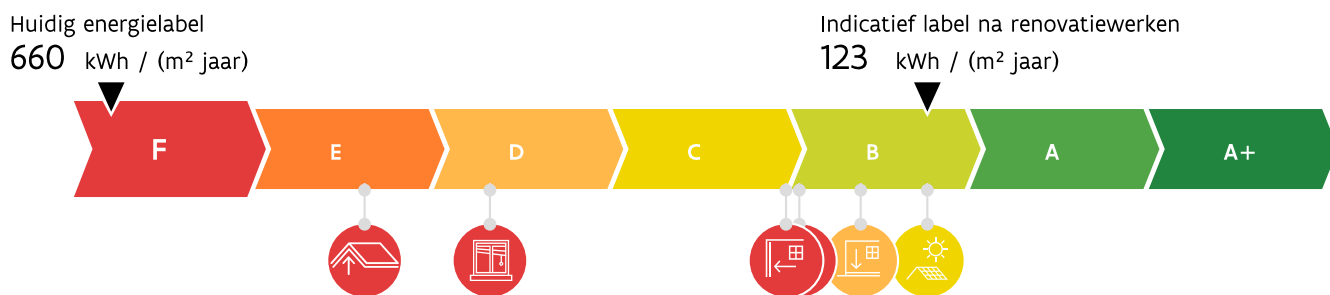 Huidig energielabel
660 kWh / (m² jaar)
Indicatief label na renovatiewerken
123 kWh / (m² jaar)
F E D C B A A+